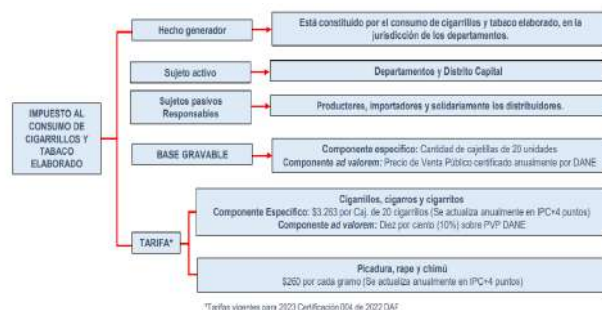 IMPUESTO AL
CONSUMO DE
CIGARRILLOS Y
TABACO
ELABORADO
Hecho generador
Está constituido por el consumo de cigarrillos y tabaco elaborado, en la
jurisdicción de los departamentos.
Sujeto activo
Departamentos y Distrito Capital
Sujetos pasivos
Responsables
Productores, importadores y solidariamente los distribuidores.
BASE GRAVABLE
Componente específico: Cantidad de cajetillas de 20 unidades
Componente ad valorem: Precio de Venta Público certificado anualmente por DANE
TARIFA*
Cigarrillos, cigarros y cigarritos
Componente Específico: $3.263 por Caj. de 20 cigarrillos (Se actualiza anualmente en IPC+4 puntos)
Componente ad valorem: Diez por ciento (10%) sobre PVP DANE
Picadura, rape y chimú
$260 por cada gramo (Se actualiza anualmente en IPC+4 puntos)
*Tarifas vigentes para 2023 Certificación 004 de 2022 DAF